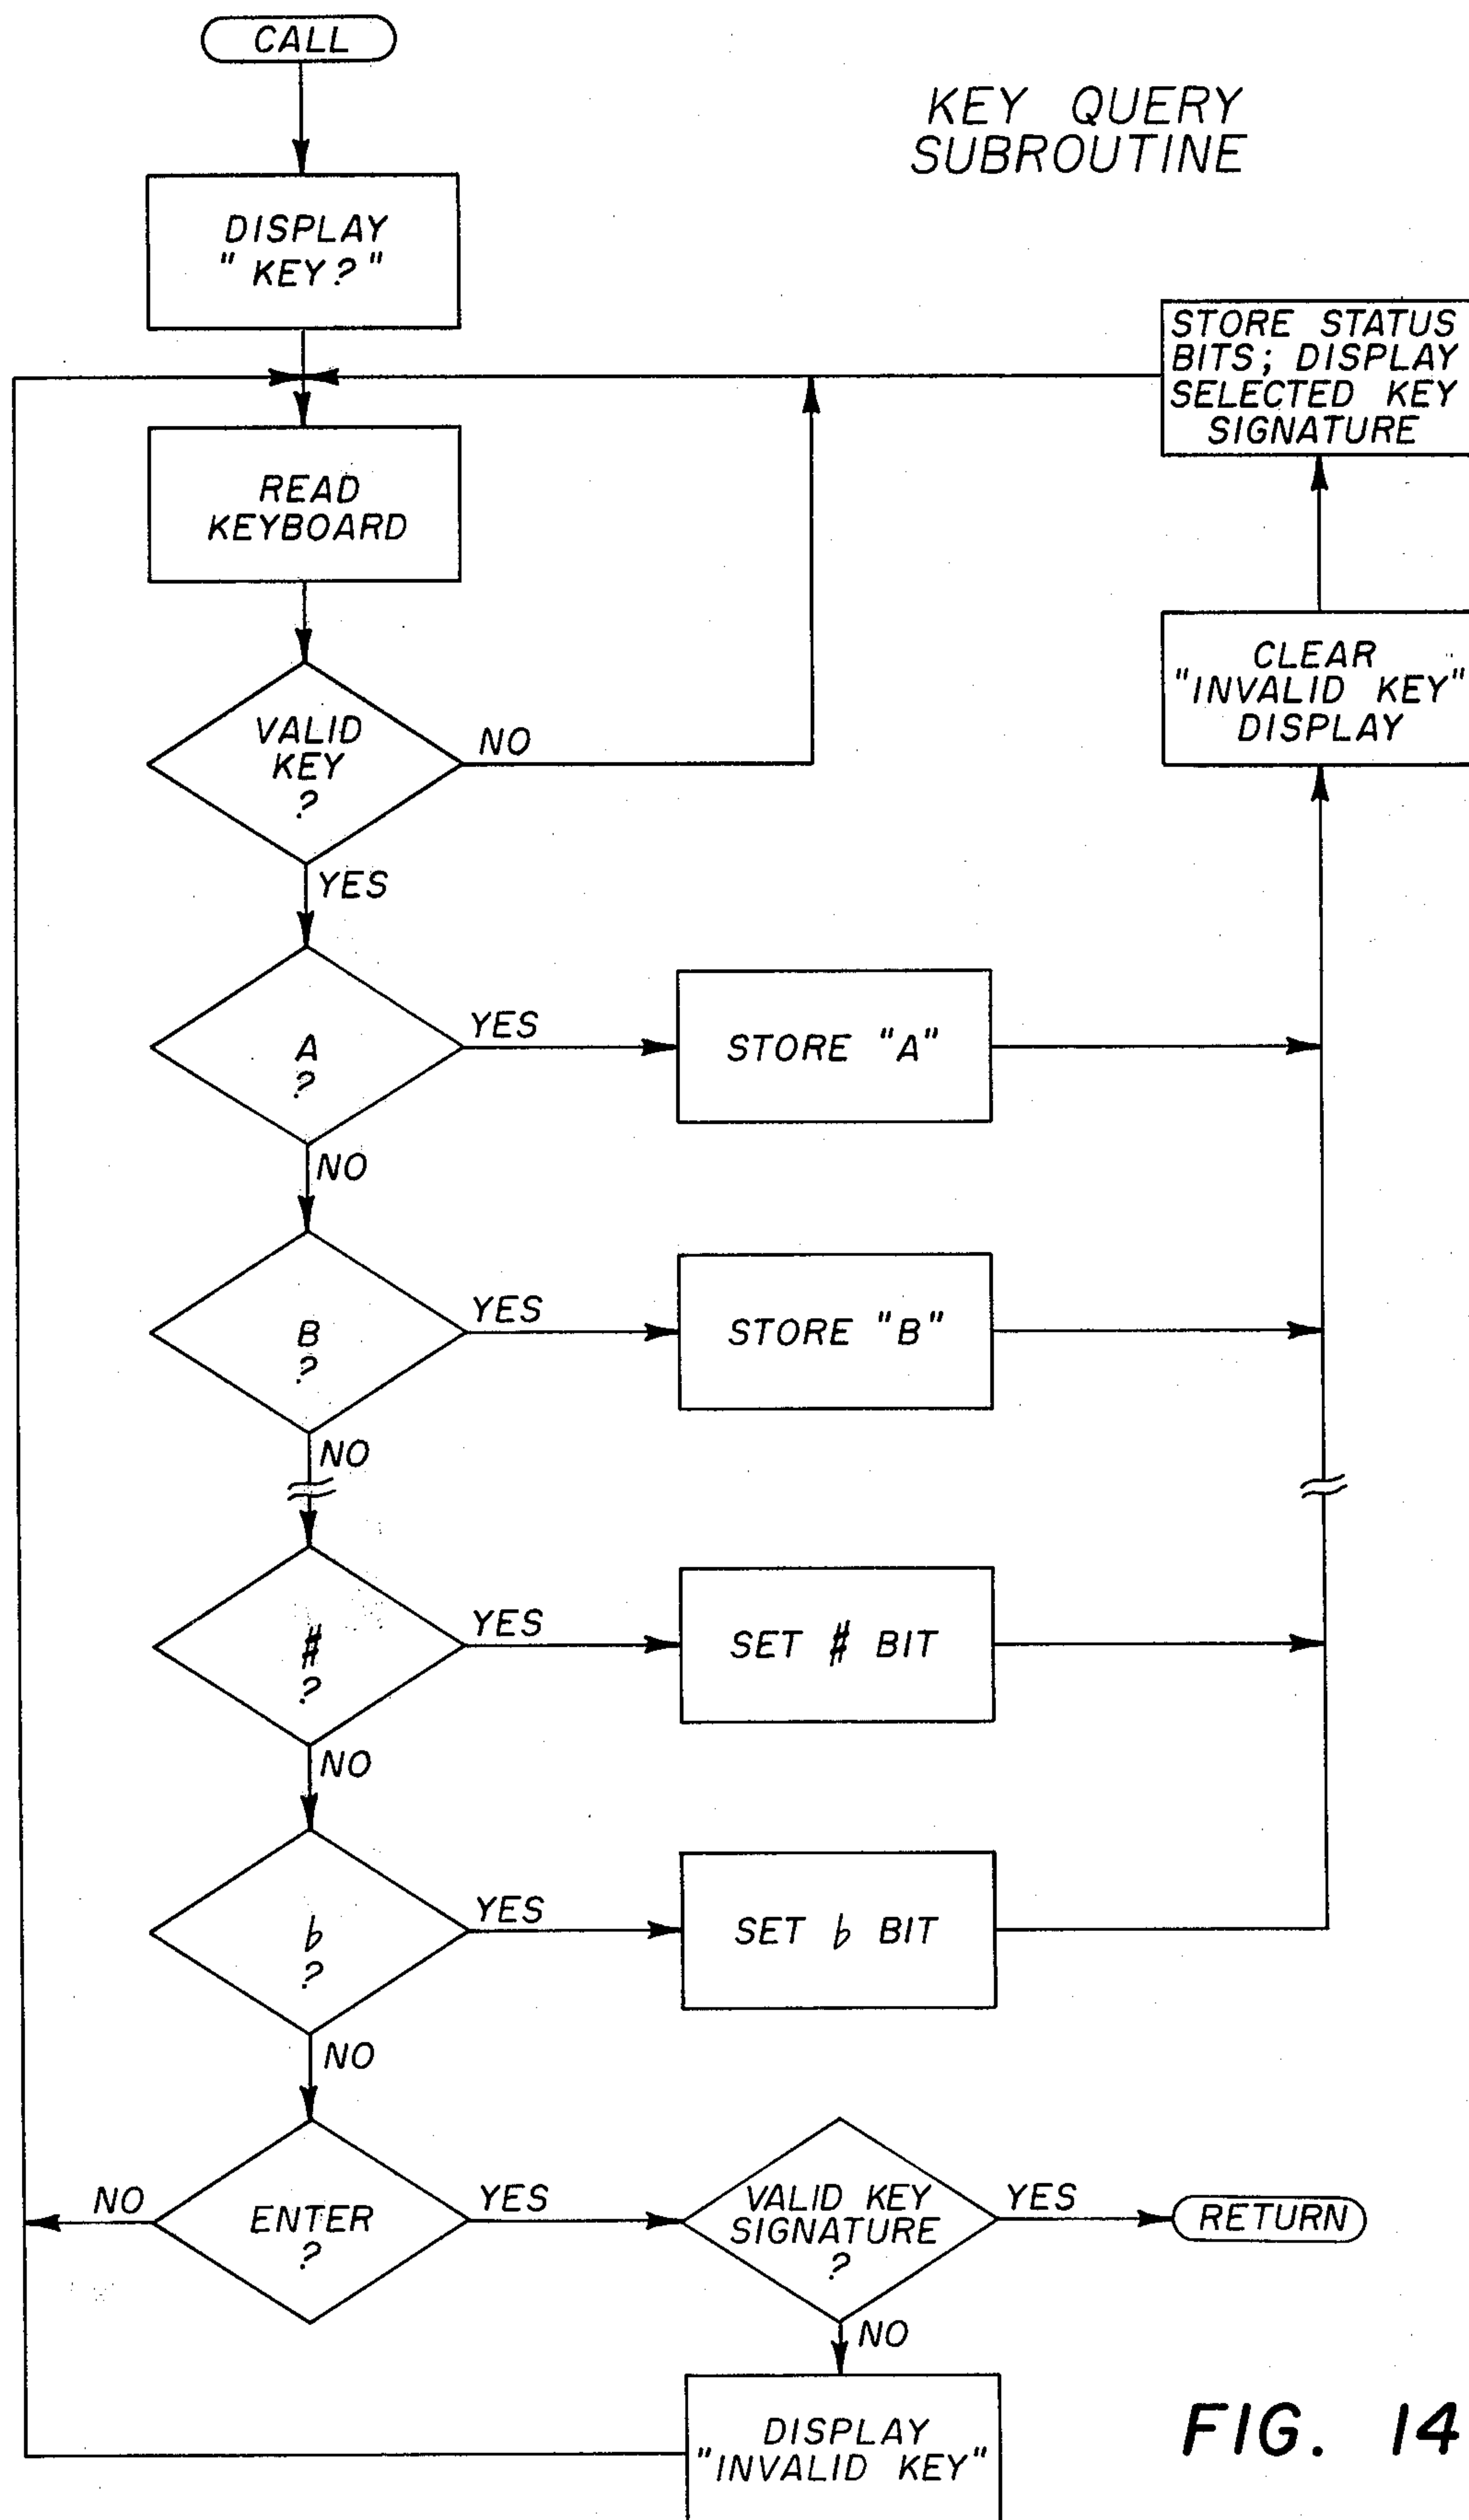 CALL
KEY QUERY
SUBROUTINE
DISPLAY
" KEY ? "
STORE STATUS
BITS; DISPLAY
SELECTED KEY
SIGNATURE
READ
KEYBOARD
CLEAR
"INVALID KEY"
DISPLAY
VALID
KEY
?
NO
YES
A
?
YES
STORE "A"
NO
B
?
YES
STORE "B"
NO
#
?
YES
SET # BIT
NO
♭
?
YES
SET ♭ BIT
NO
NO
ENTER
?
YES
VALID KEY
SIGNATURE
?
YES
RETURN
NO
DISPLAY
"INVALID KEY"
FIG. 14